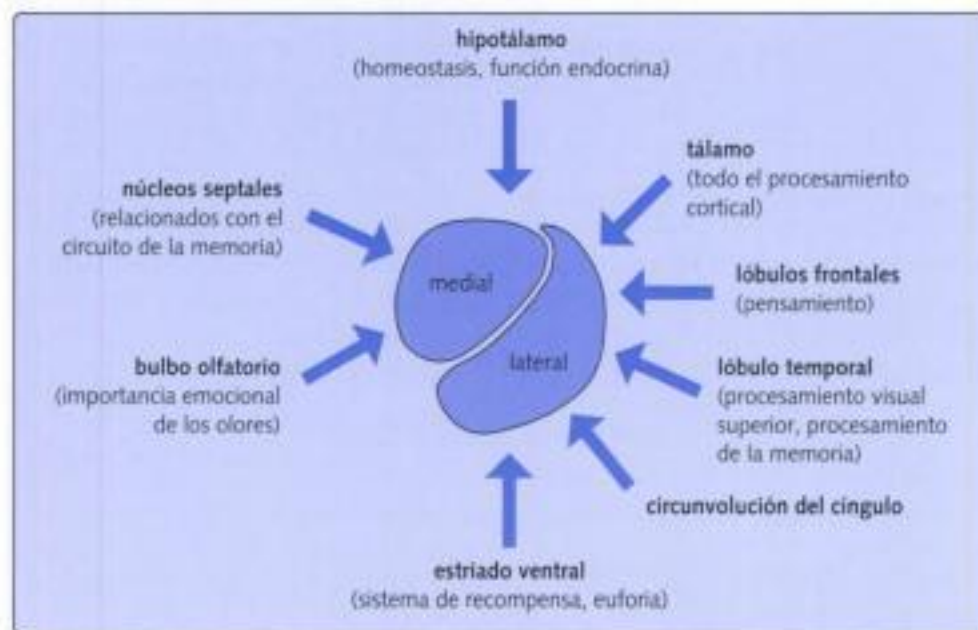 hipotálamo
(homeostasis, función endocrina)
tálamo
(todo el procesamiento
cortical)
núcleos septales
(relacionados con el
circuito de la memoria)
medial
lóbulos frontales
(pensamiento)
lateral
bulbo olfatorio
(importancia emocional
de los olores)
lóbulo temporal
(procesamiento visual
superior, procesamiento
de la memoria)
circunvolución del cíngulo
estriado ventral
(sistema de recompensa, euforia)